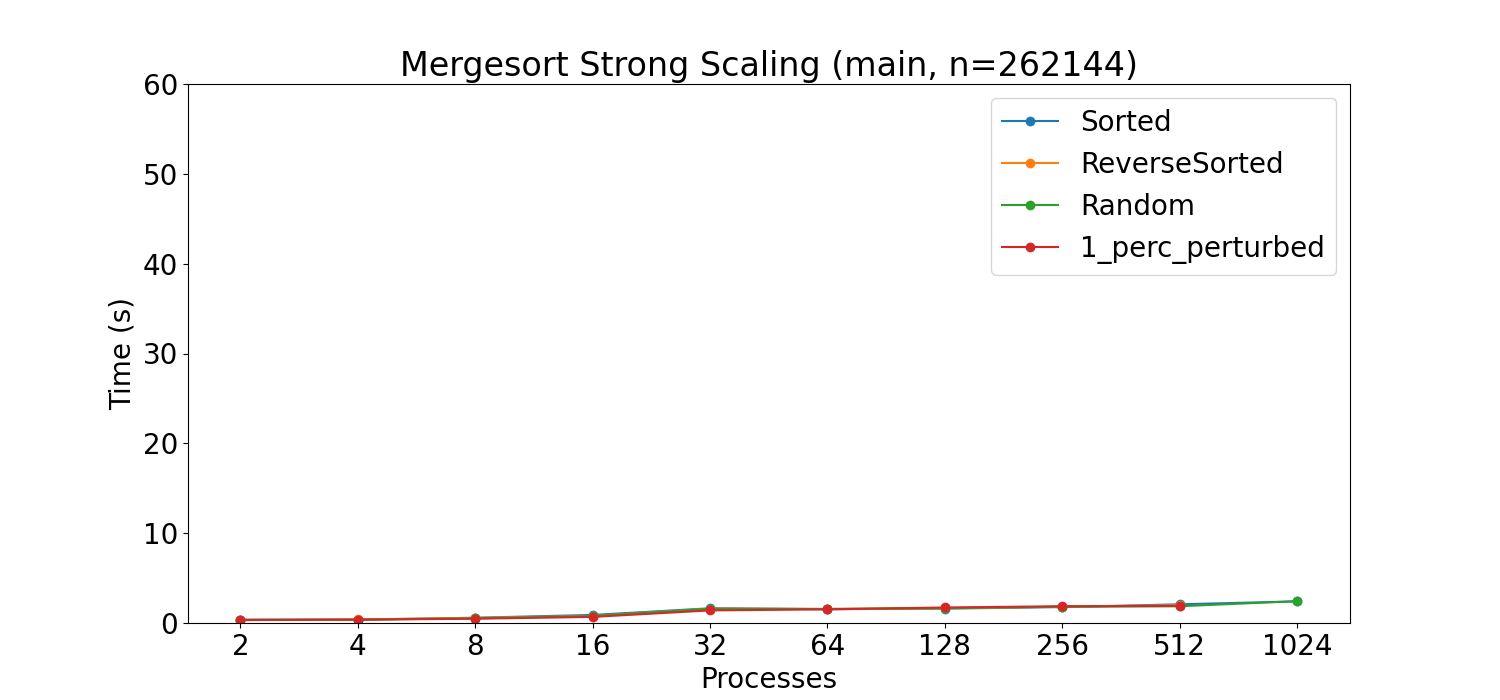 Mergesort Strong Scaling (main, n=262144)
60
50
40
30
20
10
0
Time (s)
Sorted
ReverseSorted
Random
1_perc_perturbed
2 4 8 16 32 64 128 256 512 1024
Processes